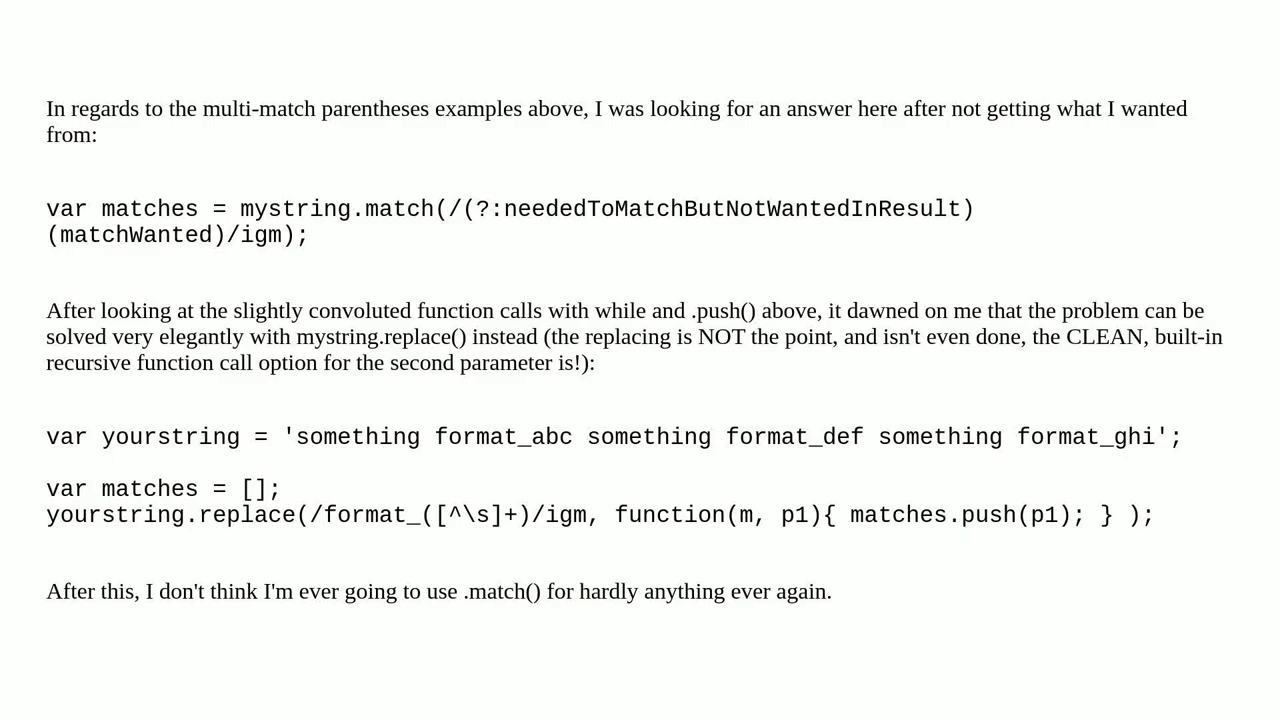 In regards to the multi-match parentheses examples above, I was looking for an answer here after not getting what I wanted
from:
var matches = mystring.match(/(?:neededToMatchButNotWantedInResult)
(matchWanted)/igm);
After looking at the slightly convoluted function calls with while and .push() above, it dawned on me that the problem can be
solved very elegantly with mystring.replace() instead (the replacing is NOT the point, and isn't even done, the CLEAN, built-in
recursive function call option for the second parameter is!):
var yourstring = 'something format_abc something format_def something format_ghi';
var matches = [];
yourstring.replace(/format_([^\s]+)/igm, function(m, p1){ matches.push(p1); } );
After this, I don't think I'm ever going to use .match() for hardly anything ever again.